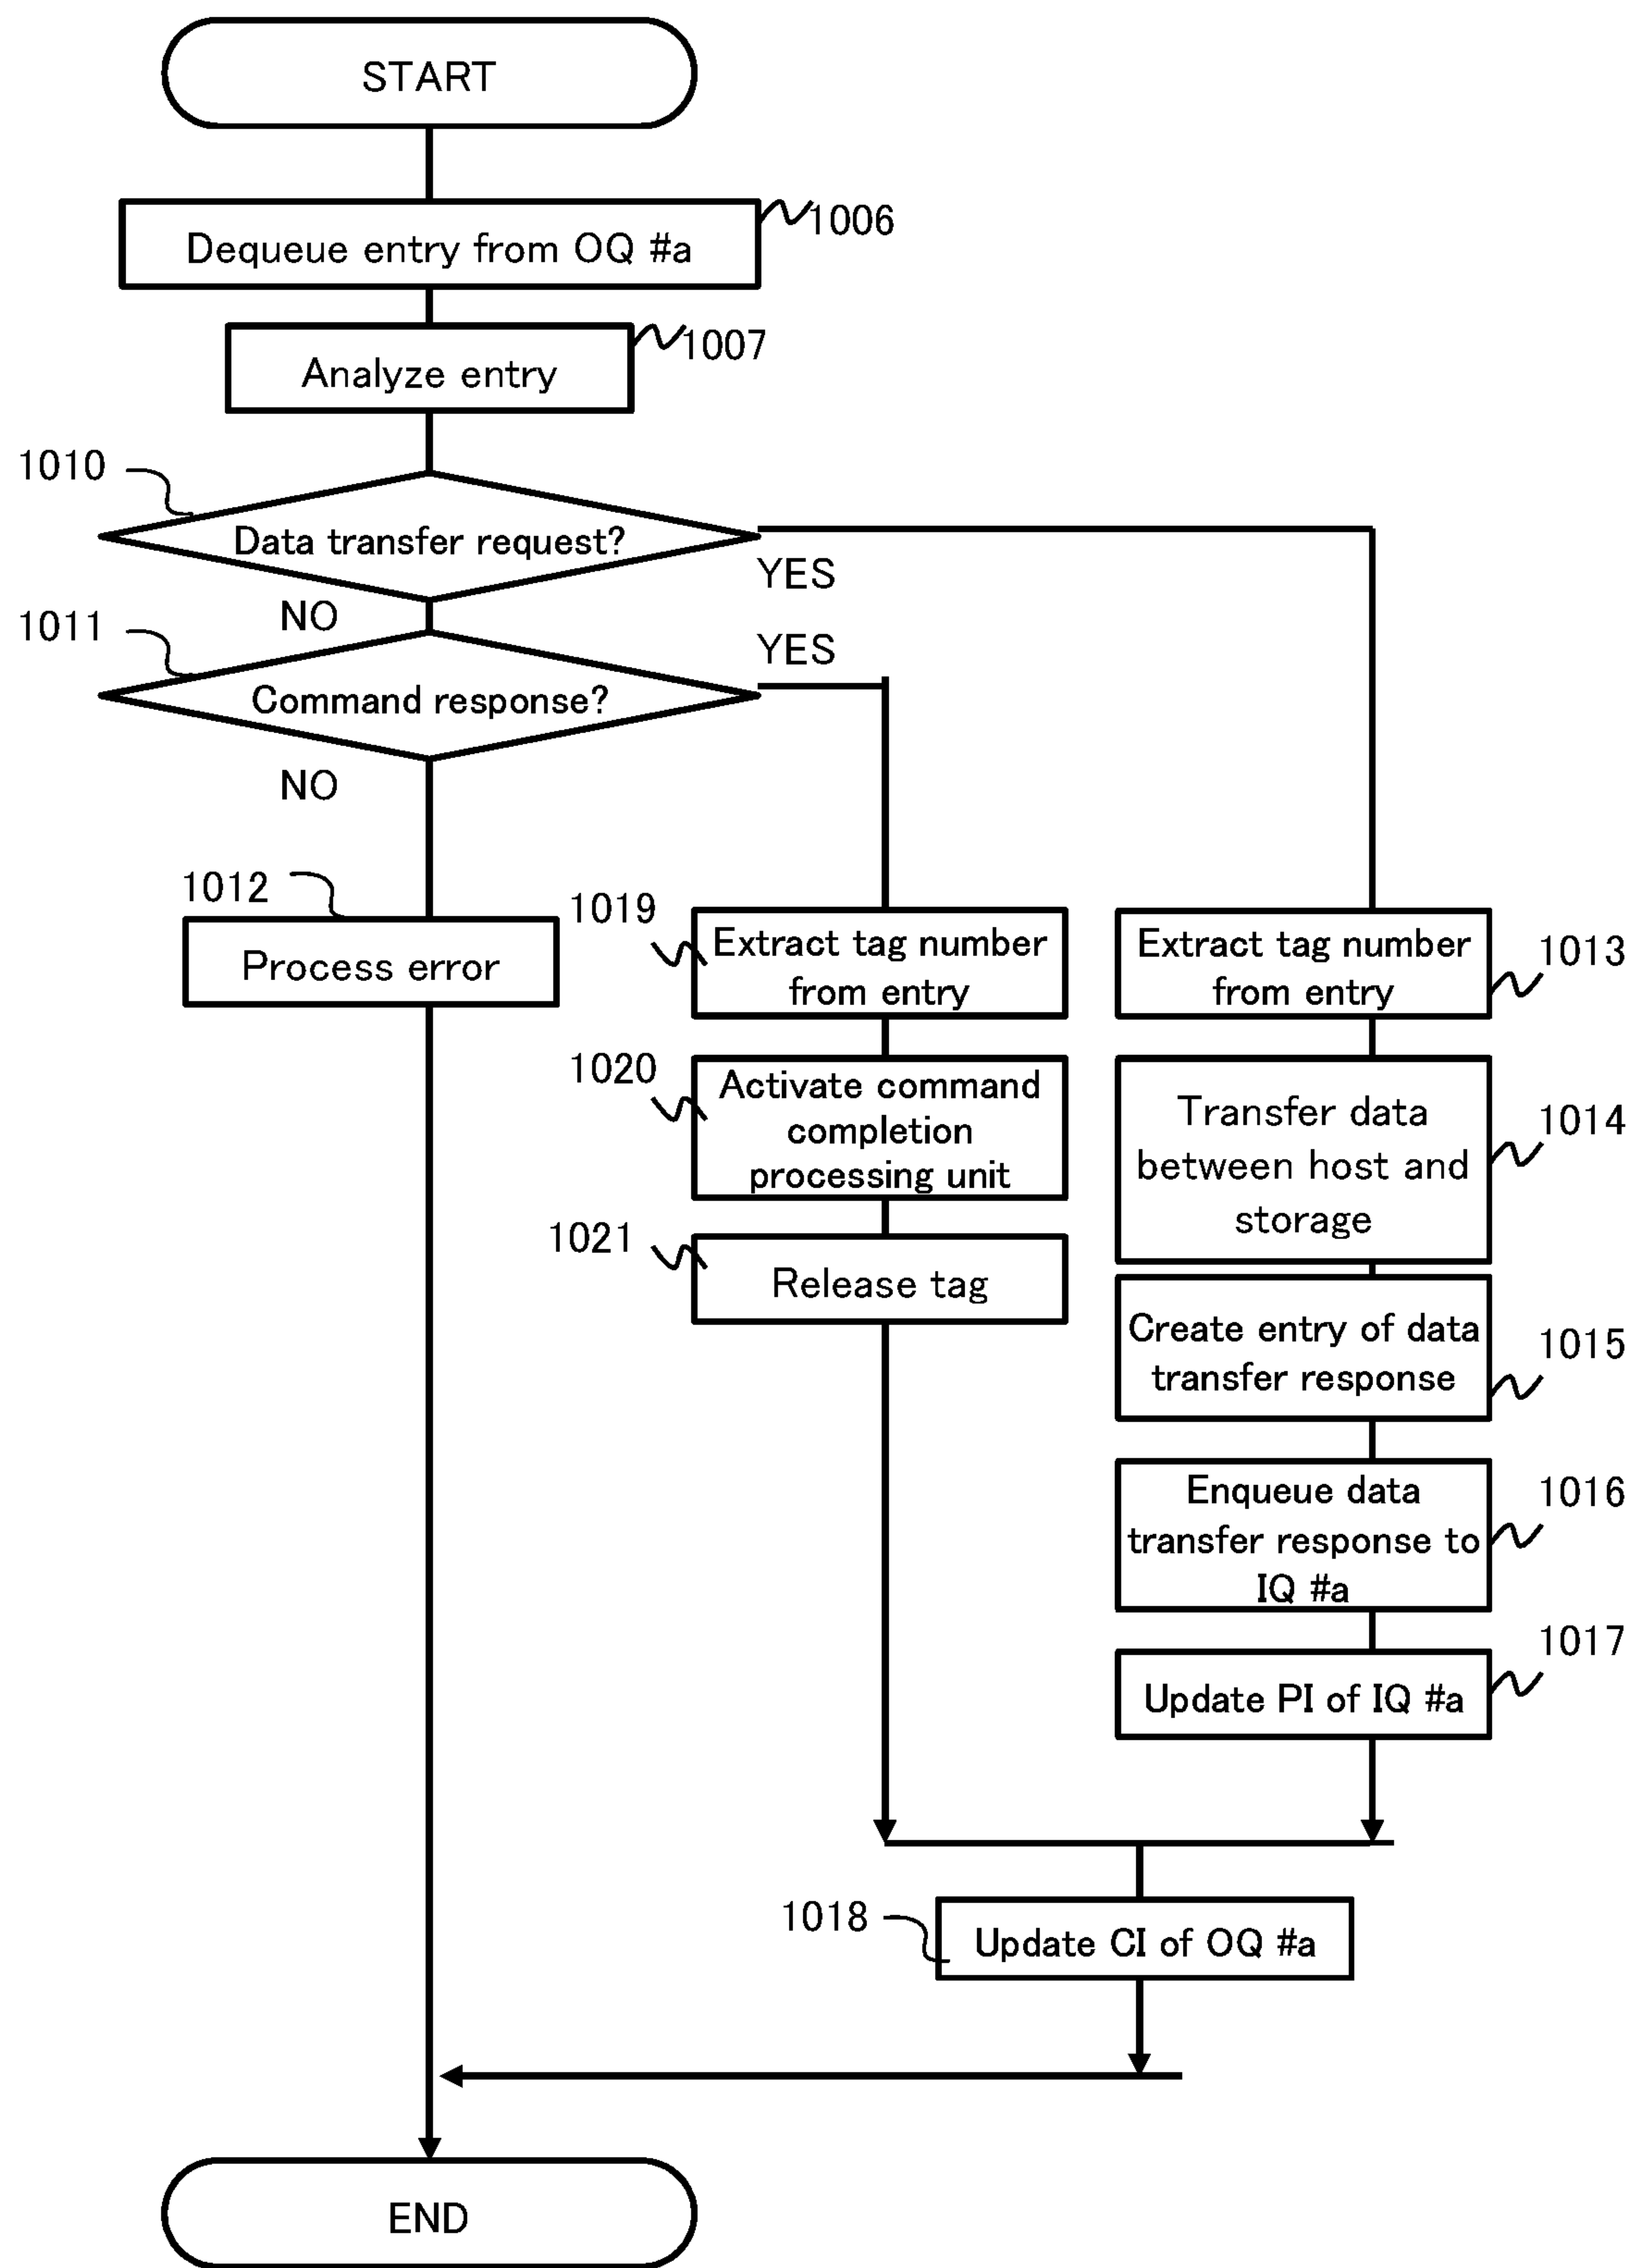 START
1006
Dequeue entry from OQ #a
1007
Analyze entry
1010
Data transfer request?
YES
NO
1011
YES
Command response?
NO
1012
Process error
1019
Extract tag number
from entry
Extract tag number
from entry
1013
1020
Activate command
completion
processing unit
Transfer data
between host and
storage
1014
1021
Release tag
Create entry of data
transfer response
1015
Enqueue data
transfer response to
IQ #a
1016
1017
Update PI of IQ #a
1018
Update CI of OQ #a
END